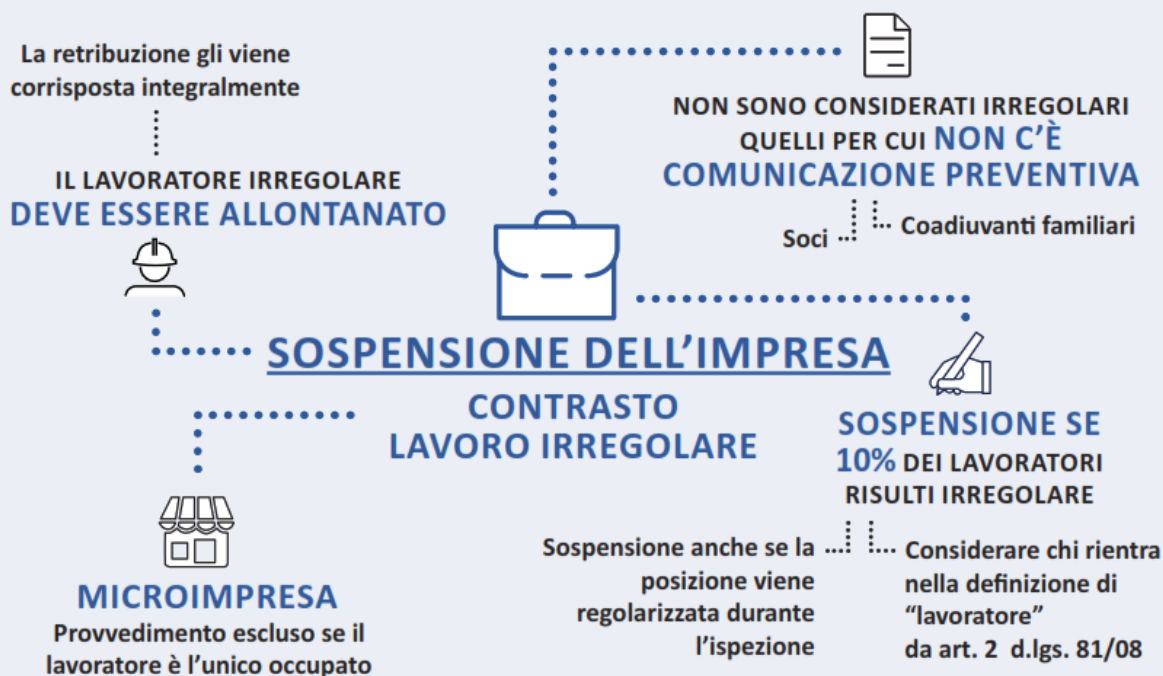 La retribuzione gli viene
corrisposta integralmente
IL LAVORATORE IRREGOLARE
DEVE ESSERE ALLONTANATO
NON SONO CONSIDERATI IRREGOLARI
QUELLI PER CUI NON C’È
COMUNICAZIONE PREVENTIVA
Soci
Coadiuvanti familiari
SOSPENSIONE DELL’IMPRESA
CONTRASTO
LAVORO IRREGOLARE
SOSPENSIONE SE
10% DEI LAVORATORI
RISULTI IRREGOLARE
Sospensione anche se la
posizione viene
regolarizzata durante
l’ispezione
Considerare chi rientra
nella definizione di
“lavoratore”
da art. 2 d.lgs. 81/08
MICROIMPRESA
Provvedimento escluso se il
lavoratore è l’unico occupato